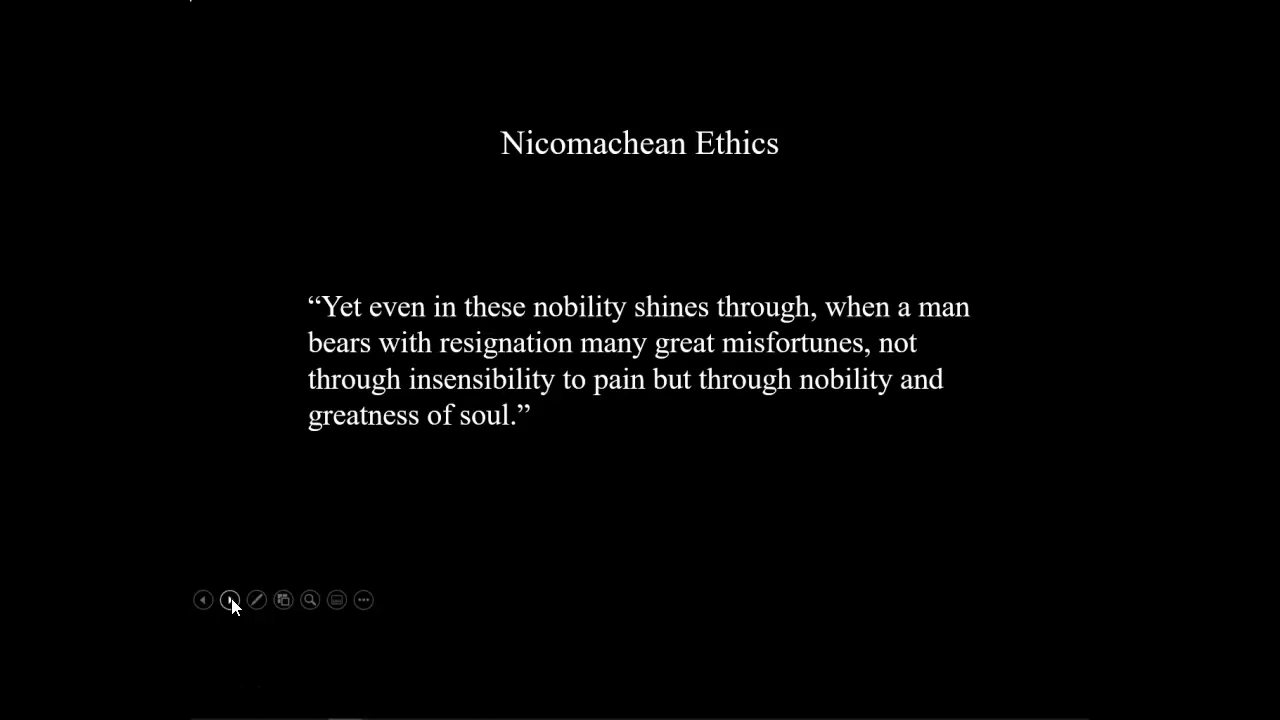 Nicomachean Ethics
“Yet even in these nobility shines through, when a man
bears with resignation many great misfortunes, not
through insensibility to pain but through nobility and
greatness of soul.”